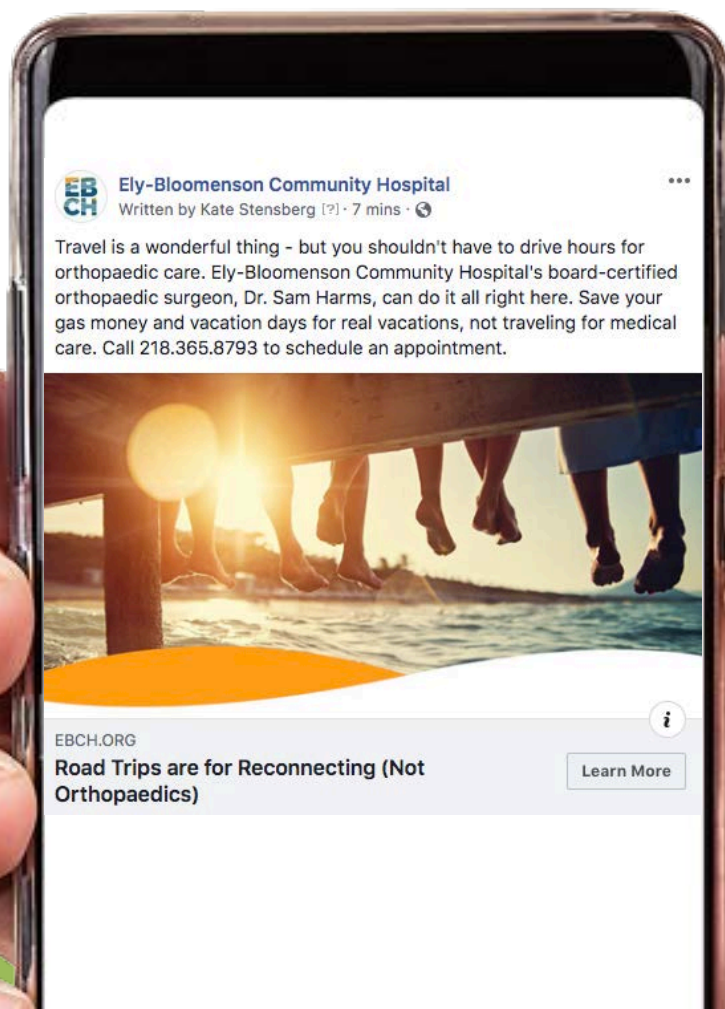 EB
CH
Ely-Bloomenson Community Hospital
•••
Written by Kate Stensberg [?] · 7 mins ·
Travel is a wonderful thing - but you shouldn't have to drive hours for
orthopaedic care. Ely-Bloomenson Community Hospital's board-certified
orthopaedic surgeon, Dr. Sam Harms, can do it all right here. Save your
gas money and vacation days for real vacations, not traveling for medical
care. Call 218.365.8793 to schedule an appointment.
i
EBCH.ORG
Road Trips are for Reconnecting (Not
Orthopaedics)
Learn More